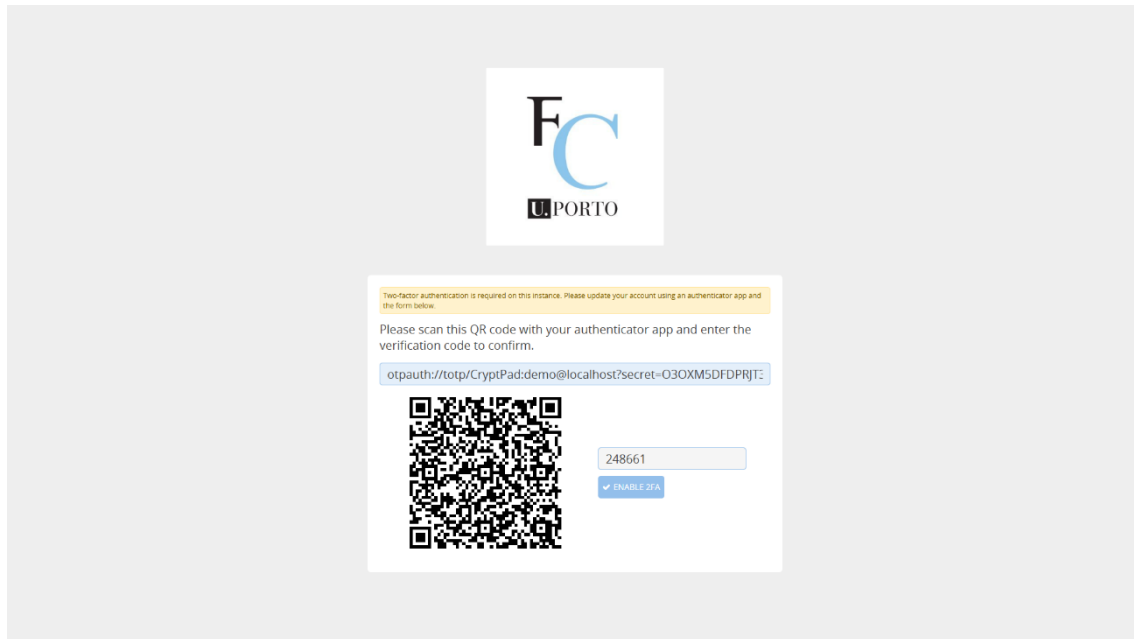 FC
U.PORTO
Two-factor authentication is required on this instance. Please update your account using an authenticator app and
the form below.
Please scan this QR code with your authenticator app and enter the
verification code to confirm.
otpauth://totp/CryptPad:demo@localhost?secret=O3OXM5DFDPRJT3
248661
✔ ENABLE 2FA